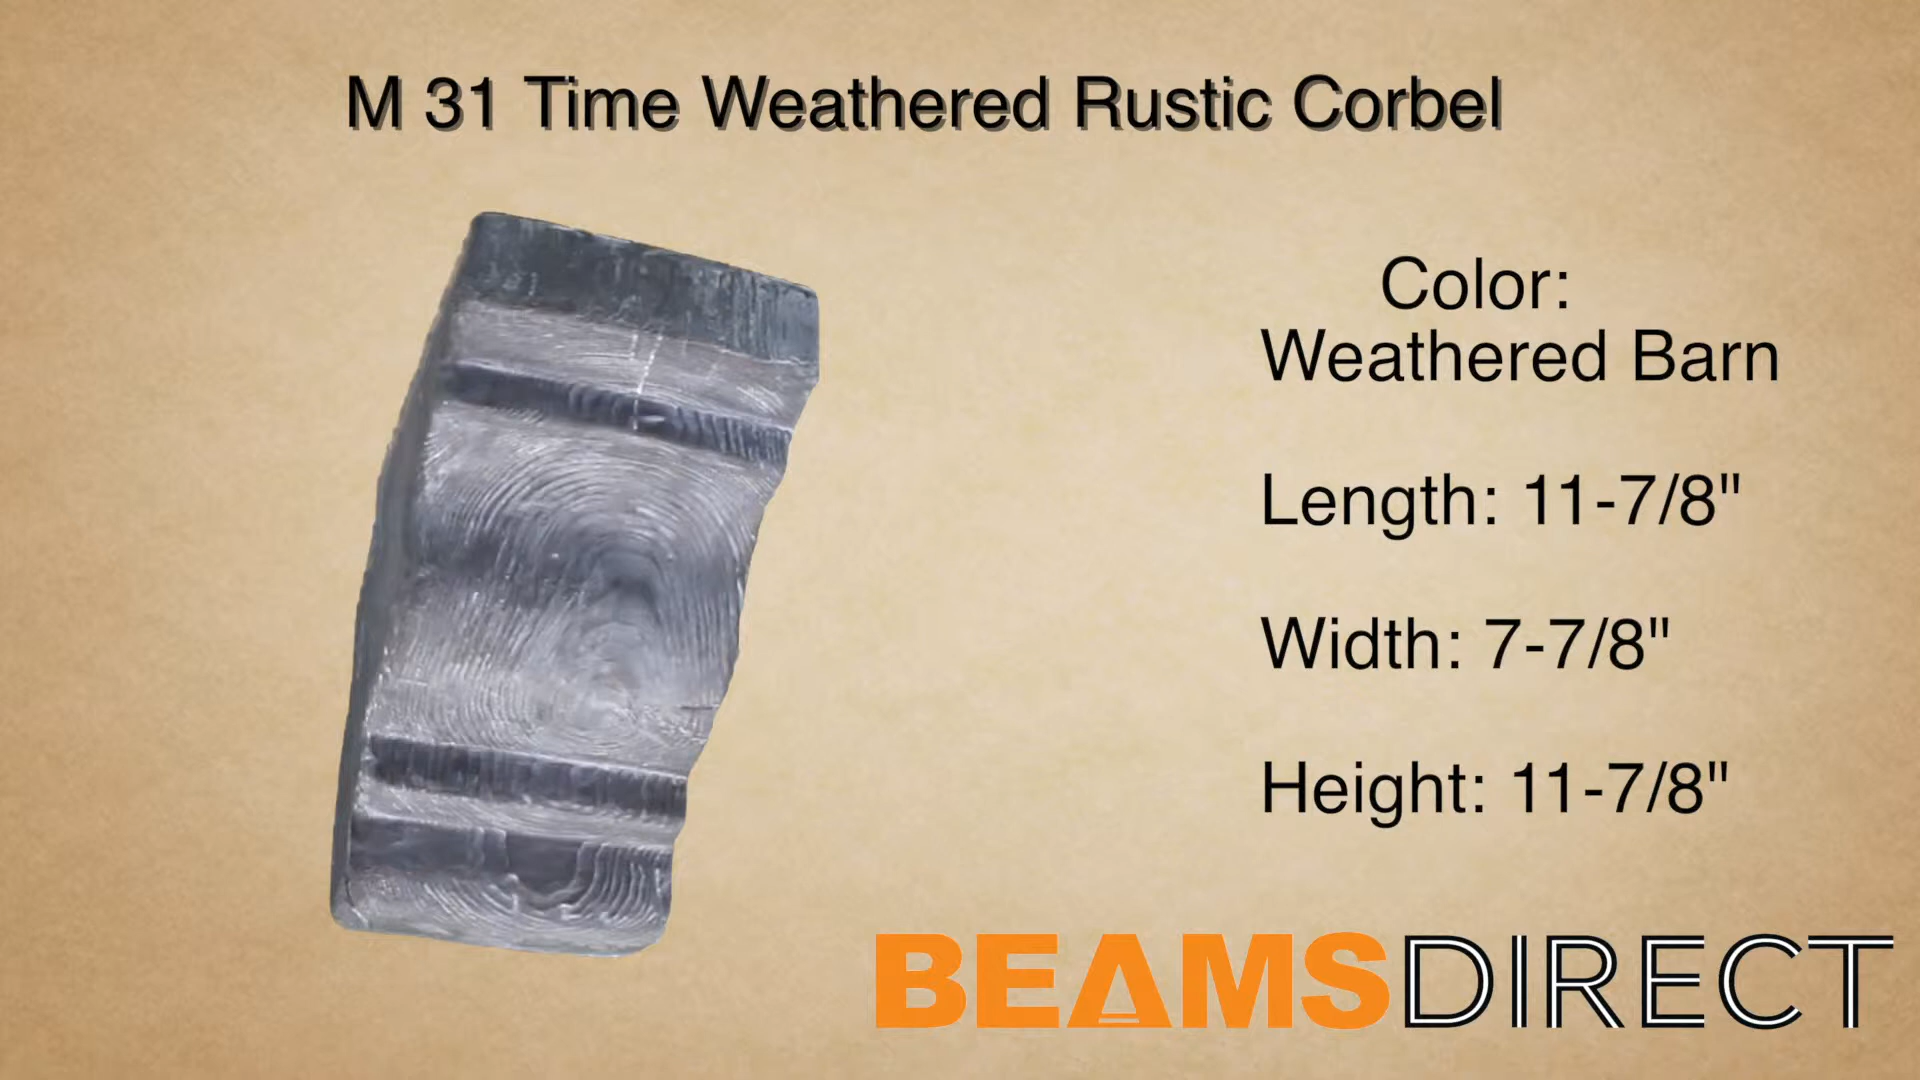 M 31 Time Weathered Rustic Corbel
Color:
Weathered Barn
Length: 11-7/8"
Width: 7-7/8"
Height: 11-7/8"
BEAMSDIRECT